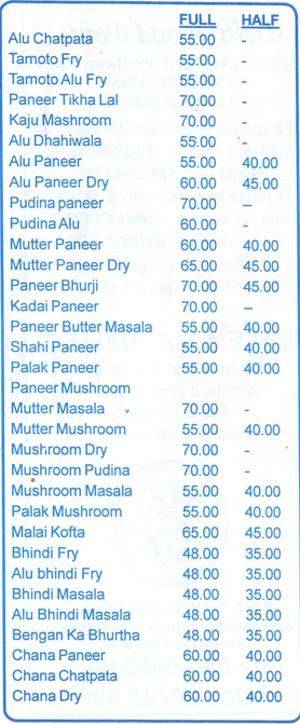 FULL HALF
Alu Chatpata 55.00 -
Tamoto Fry 55.00 -
Tamoto Alu Fry 55.00 -
Paneer Tikha Lal 70.00 -
Kaju Mashroom 70.00 -
Alu Dhahiwala 55.00 -
Alu Paneer 55.00 40.00
Alu Paneer Dry 60.00 45.00
Pudina paneer 70.00 -
Pudina Alu 60.00 -
Mutter Paneer 60.00 40.00
Mutter Paneer Dry 65.00 45.00
Paneer Bhurji 70.00 45.00
Kadai Paneer 70.00 -
Paneer Butter Masala 55.00 40.00
Shahi Paneer 55.00 40.00
Palak Paneer 55.00 40.00
Paneer Mushroom
Mutter Masala 70.00 -
Mutter Mushroom 55.00 40.00
Mushroom Dry 70.00 -
Mushroom Pudina 70.00 -
Mushroom Masala 55.00 40.00
Palak Mushroom 55.00 40.00
Malai Kofta 65.00 45.00
Bhindi Fry 48.00 35.00
Alu bhindi Fry 48.00 35.00
Bhindi Masala 48.00 35.00
Alu Bhindi Masala 48.00 35.00
Bengan Ka Bhurtha 48.00 35.00
Chana Paneer 60.00 40.00
Chana Chatpata 60.00 40.00
Chana Dry 60.00 40.00